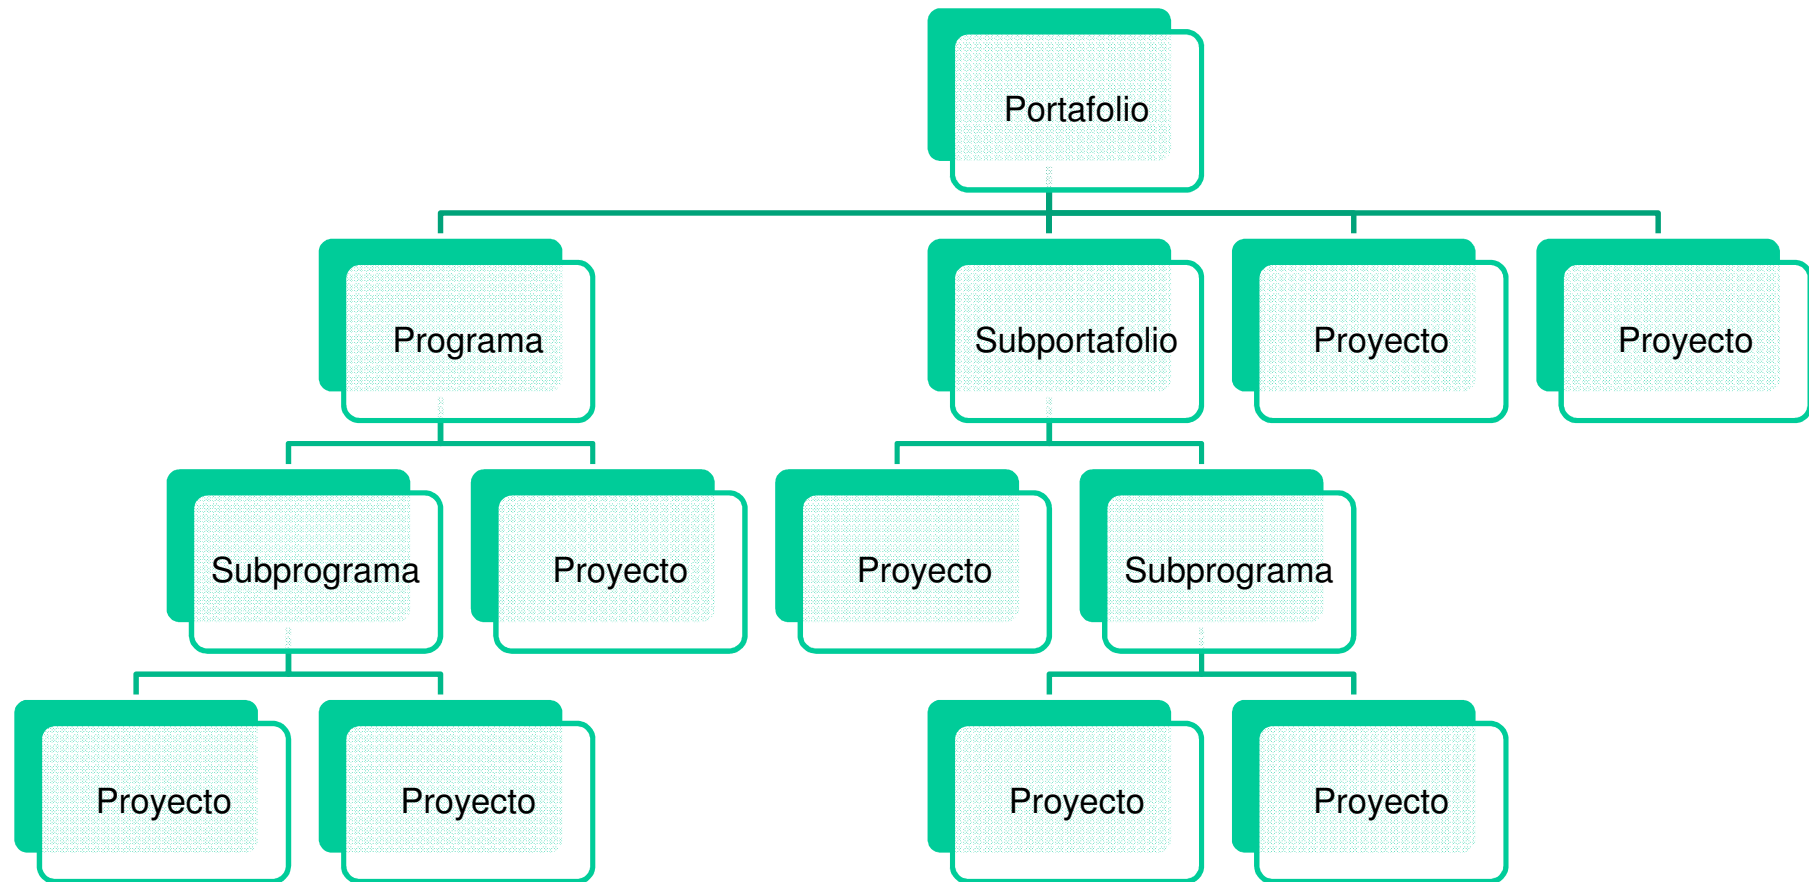 Portafolio
Programa
Subportafolio
Proyecto
Proyecto
Subprograma
Proyecto
Proyecto
Subprograma
Proyecto
Proyecto
Proyecto
Proyecto